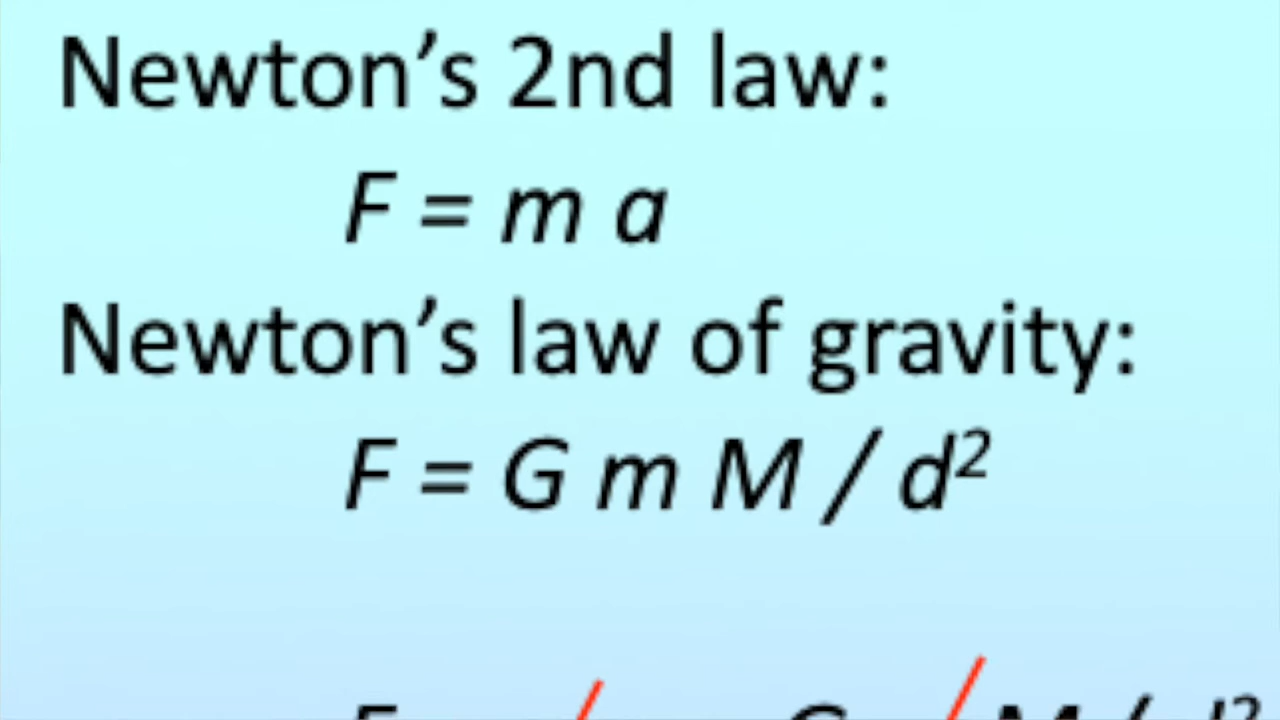 Newton’s 2nd law:
F = m a
Newton’s law of gravity:
F = G m M / d²